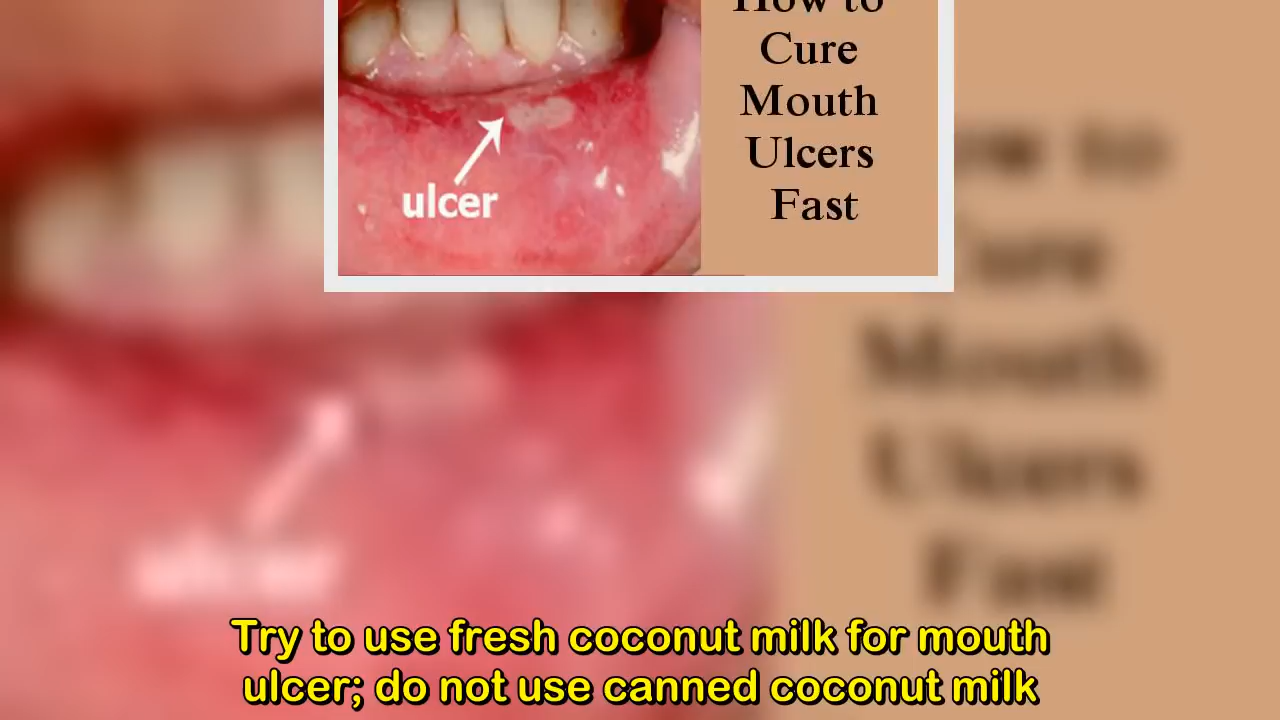 How to
Cure
Mouth
Ulcers
Fast
ulcer
Try to use fresh coconut milk for mouth
ulcer; do not use canned coconut milk